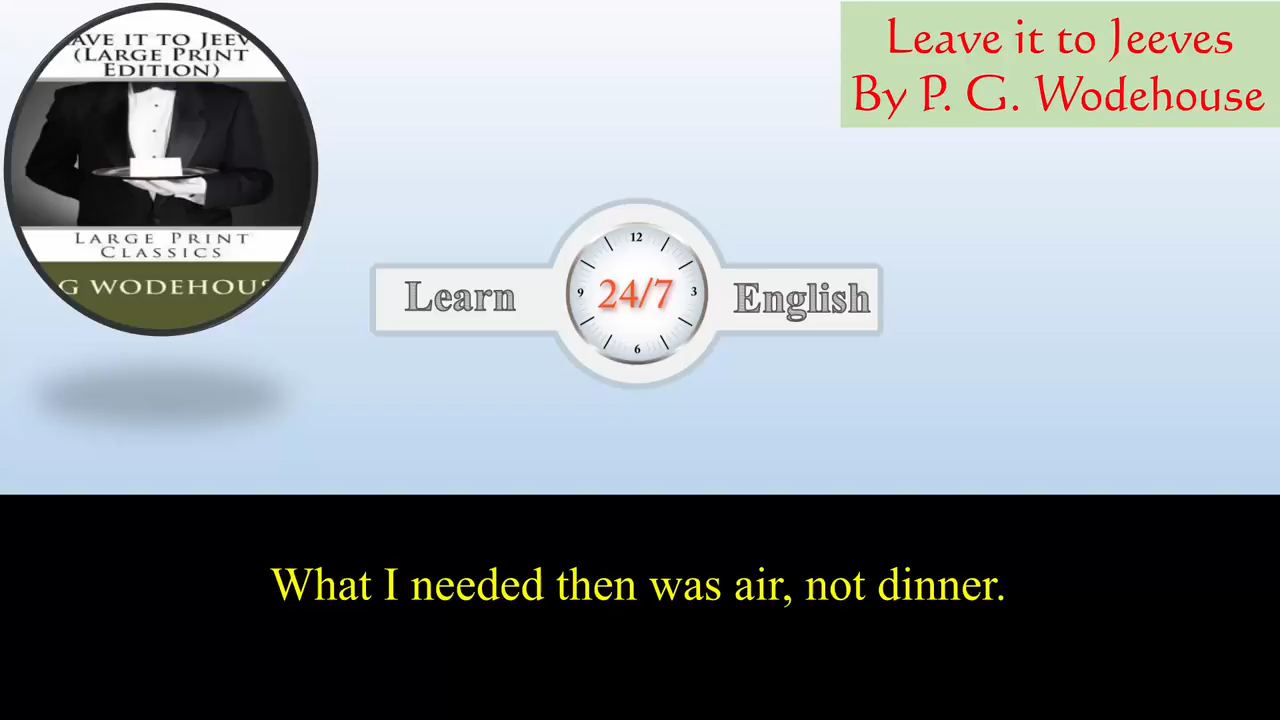 AVE IT TO JEEV
(LARGE PRINT
EDITION)
LARGE PRINT
CLASSICS
G WODEHOUS
Leave it to Jeeves
By P. G. Wodehouse
Learn
12
9
24/7
3
6
English
What I needed then was air, not dinner.